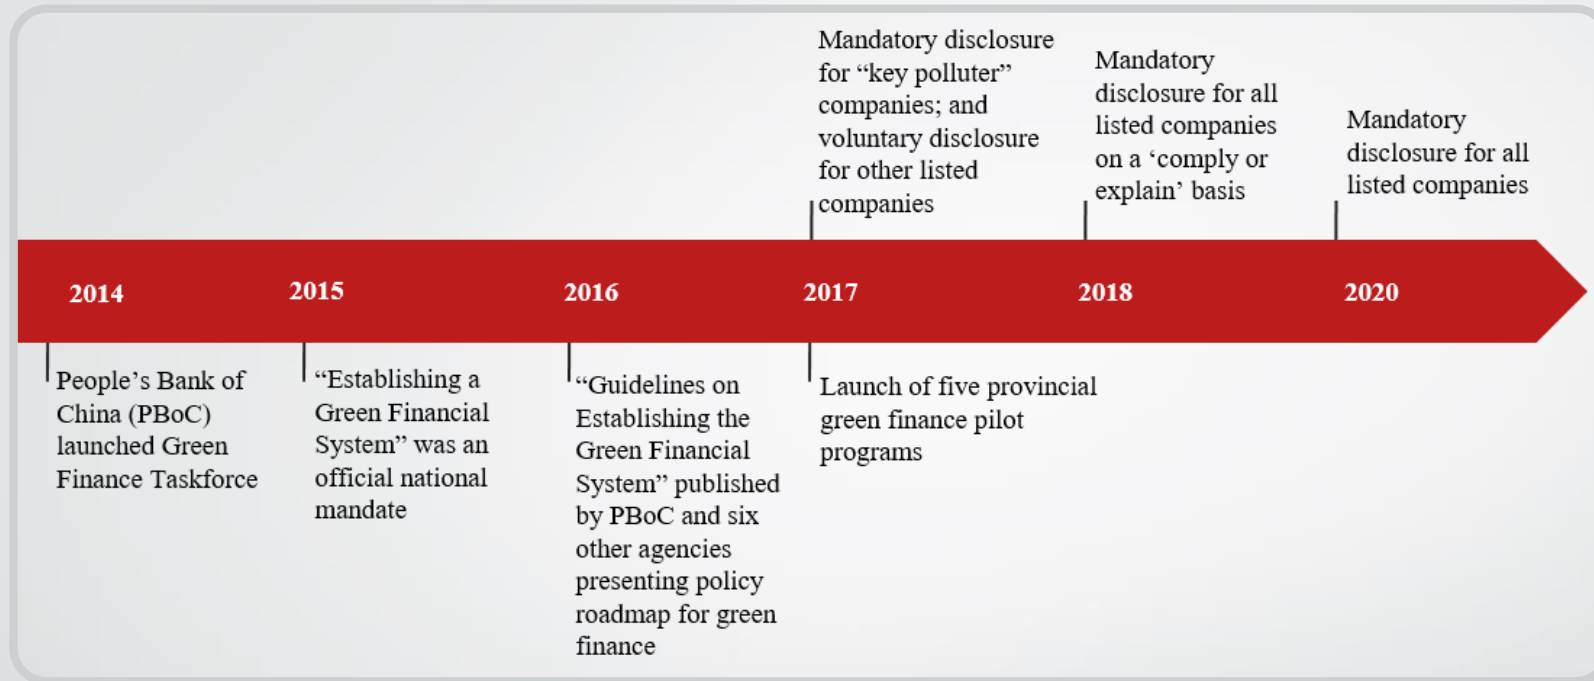 Mandatory disclosure
for “key polluter”
companies; and
voluntary disclosure
for other listed
companies
Mandatory
disclosure for all
listed companies
on a ‘comply or
explain’ basis
Mandatory
disclosure for all
listed companies
2014
2015
2016
2017
2018
2020
People’s Bank of
China (PBoC)
launched Green
Finance Taskforce
“Establishing a
Green Financial
System” was an
official national
mandate
“Guidelines on
Establishing the
Green Financial
System” published
by PBoC and six
other agencies
presenting policy
roadmap for green
finance
Launch of five provincial
green finance pilot
programs